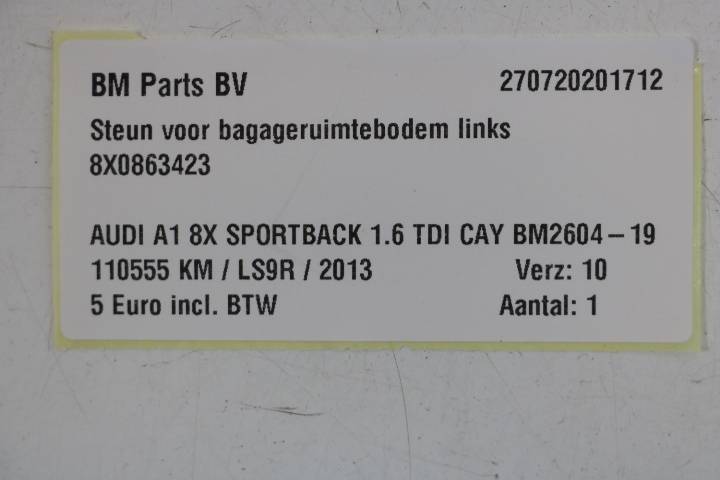 BM Parts BV 270720201712
Steun voor bagageruimtebodem links
8X0863423
AUDI A1 8X SPORTBACK 1.6 TDI CAY BM2604-19
110555 KM / LS9R / 2013 Verz: 10
5 Euro incl. BTW Aantal: 1